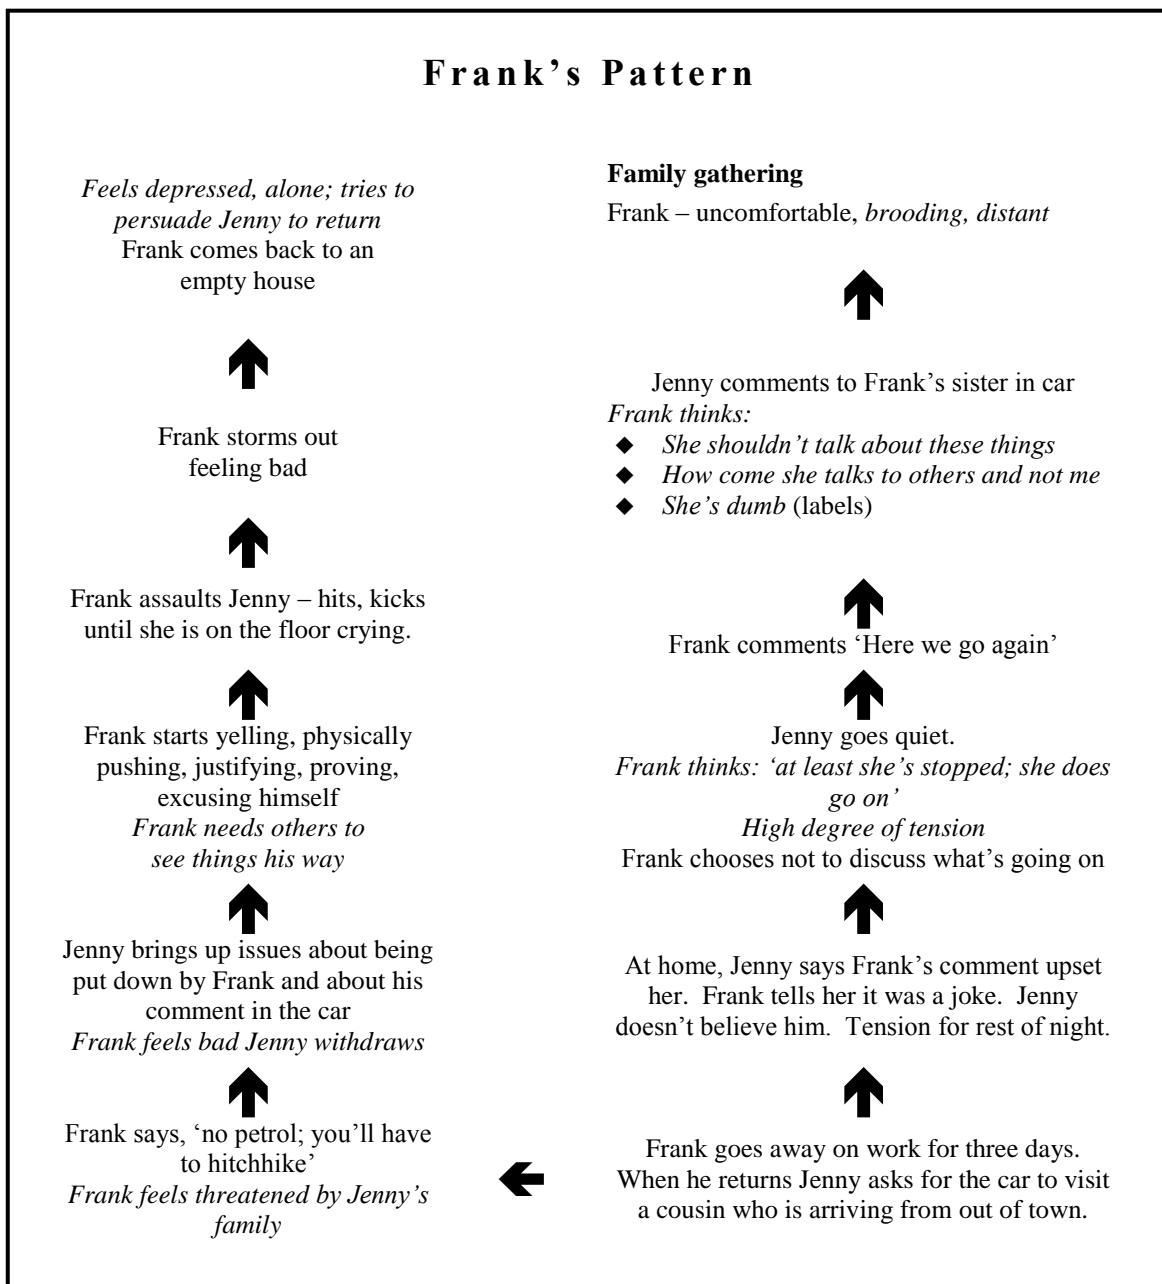 Frank's Pattern
Feels depressed, alone; tries to
persuade Jenny to return
Frank comes back to an
empty house
Frank storms out
feeling bad
Frank assaults Jenny – hits, kicks
until she is on the floor crying.
Frank starts yelling, physically
pushing, justifying, proving,
excusing himself
Frank needs others to
see things his way
Jenny brings up issues about being
put down by Frank and about his
comment in the car
Frank feels bad Jenny withdraws
Frank says, ‘no petrol; you’ll have
to hitchhike’
Frank feels threatened by Jenny’s
family
Family gathering
Frank – uncomfortable, brooding, distant
Jenny comments to Frank’s sister in car
Frank thinks:
◆ She shouldn’t talk about these things
◆ How come she talks to others and not me
◆ She’s dumb (labels)
Frank comments ‘Here we go again’
Jenny goes quiet.
Frank thinks: ‘at least she’s stopped; she does
go on’
High degree of tension
Frank chooses not to discuss what’s going on
At home, Jenny says Frank’s comment upset
her. Frank tells her it was a joke. Jenny
doesn’t believe him. Tension for rest of night.
Frank goes away on work for three days.
When he returns Jenny asks for the car to visit
a cousin who is arriving from out of town.